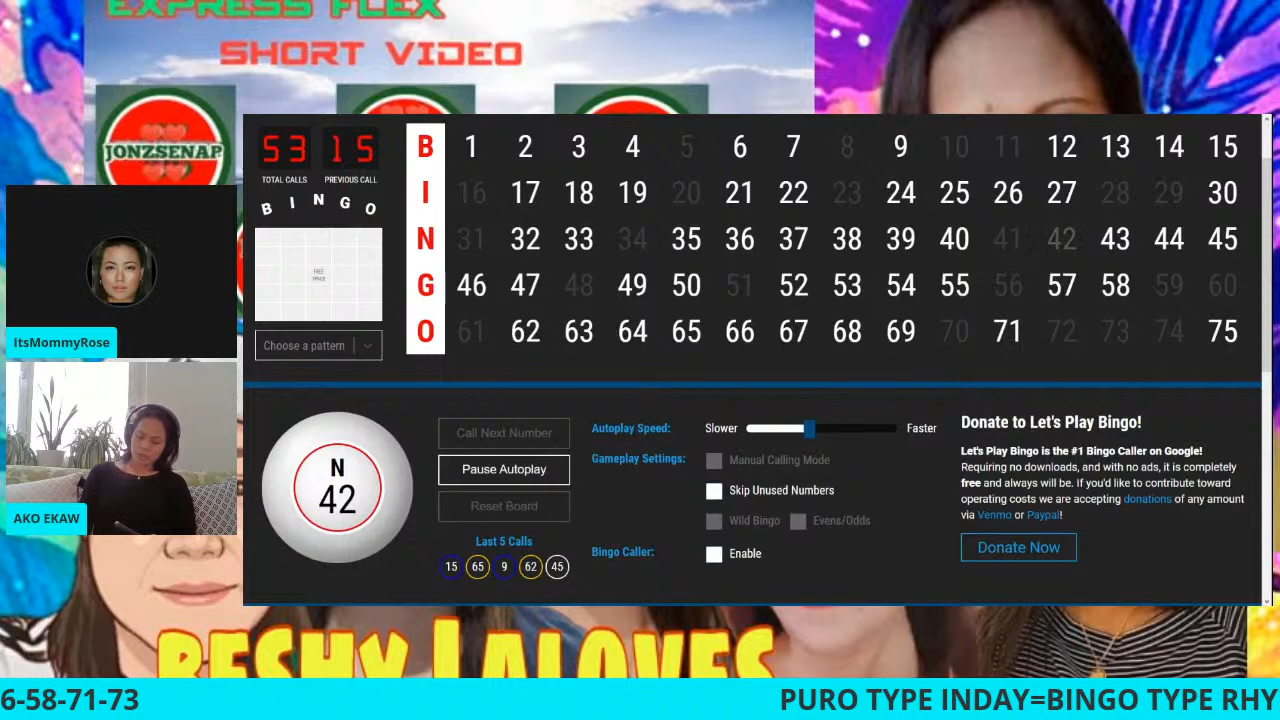 EXPRESS FLEX
SHORT VIDEO
JONZSENAP
53 15
TOTAL CALLS PREVIOUS CALL
B I N G O
FREE
SPACE
Choose a pattern
B 1 2 3 4 5 6 7 8 9 10 11 12 13 14 15
I 16 17 18 19 20 21 22 23 24 25 26 27 28 29 30
N 31 32 33 34 35 36 37 38 39 40 41 42 43 44 45
G 46 47 48 49 50 51 52 53 54 55 56 57 58 59 60
O 61 62 63 64 65 66 67 68 69 70 71 72 73 74 75
ItsMommyRose
AKO EKAW
N
42
Call Next Number
Pause Autoplay
Reset Board
Last 5 Calls
15 65 9 62 45
Autoplay Speed: Slower Faster
Gameplay Settings: Manual Calling Mode
Skip Unused Numbers
Wild Bingo Evens/Odds
Bingo Caller: Enable
Donate to Let's Play Bingo!
Let's Play Bingo is the #1 Bingo Caller on Google!
Requiring no downloads, and with no ads, it is completely
free and always will be. If you'd like to contribute toward
operating costs we are accepting donations of any amount
via Venmo or Paypal!
Donate Now
BESHY LALOVES
6-58-71-73
PURO TYPE INDAY=BINGO TYPE RHY